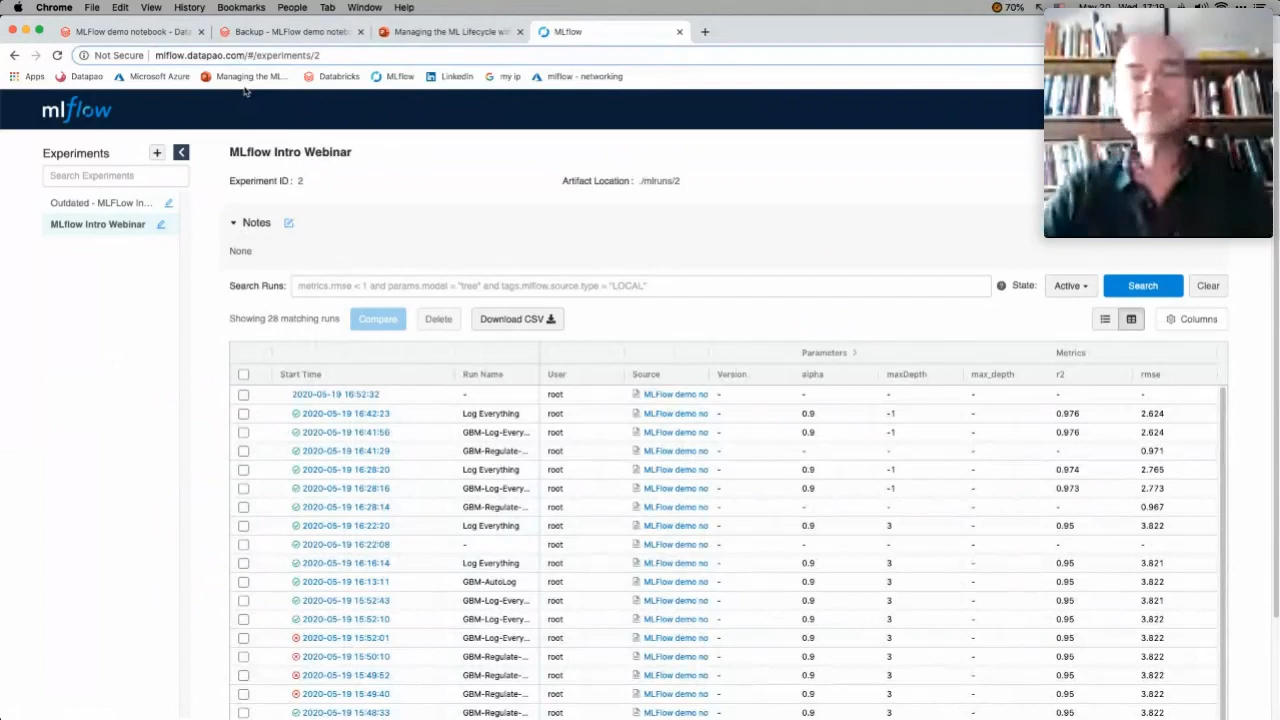 Chrome File Edit View History Bookmarks People Tab Window Help 70%
MLFlow demo notebook - Dat
Backup - MLFlow demo noteb
Managing the ML Lifecycle wit
MLflow
Not Secure | mlflow.datapao.com/#/experiments/2
Apps Datapao Microsoft Azure Managing the ML... Databricks MLflow LinkedIn my ip mlflow - networking
mlflow
Experiments
Search Experiments
Outdated - MLFLow In...
MLflow Intro Webinar
MLflow Intro Webinar
Experiment ID : 2 Artifact Location : ./mlruns/2
Notes
None
Search Runs: metrics.rmse < 1 and params.model = "tree" and tags.mlflow.source.type = "LOCAL" State: Active Search Clear
Showing 28 matching runs Compare Delete Download CSV Columns
Parameters > Metrics
Start Time Run Name User Source Version alpha maxDepth max_depth r2 rmse
2020-05-19 16:52:32 - root MLFlow demo no - - - - - -
2020-05-19 16:42:23 Log Everything root MLFlow demo no - 0.9 -1 - 0.976 2.624
2020-05-19 16:41:56 GBM-Log-Every... root MLFlow demo no - 0.9 -1 - 0.976 2.624
2020-05-19 16:41:29 GBM-Regulate-... root MLFlow demo no - - - - - 0.971
2020-05-19 16:28:20 Log Everything root MLFlow demo no - 0.9 -1 - 0.974 2.765
2020-05-19 16:28:16 GBM-Log-Every... root MLFlow demo no - 0.9 -1 - 0.973 2.773
2020-05-19 16:28:14 GBM-Regulate-... root MLFlow demo no - - - - - 0.967
2020-05-19 16:22:20 Log Everything root MLFlow demo no - 0.9 3 - 0.95 3.822
2020-05-19 16:22:08 - root MLFlow demo no - - - - - -
2020-05-19 16:16:14 Log Everything root MLFlow demo no - 0.9 3 - 0.95 3.821
2020-05-19 16:13:11 GBM-AutoLog root MLFlow demo no - 0.9 3 - 0.95 3.822
2020-05-19 15:52:43 GBM-Log-Every... root MLFlow demo no - 0.9 3 - 0.95 3.821
2020-05-19 15:52:10 GBM-Log-Every... root MLFlow demo no - 0.9 3 - 0.95 3.822
2020-05-19 15:52:01 GBM-Log-Every... root MLFlow demo no - 0.9 3 - 0.95 3.822
2020-05-19 15:50:10 GBM-Regulate-... root MLFlow demo no - 0.9 3 - 0.95 3.822
2020-05-19 15:49:52 GBM-Regulate-... root MLFlow demo no - 0.9 3 - 0.95 3.822
2020-05-19 15:49:40 GBM-Regulate-... root MLFlow demo no - 0.9 3 - 0.95 3.822
2020-05-19 15:48:33 GBM-Regulate-... root MLFlow demo no - 0.9 3 - 0.95 3.822